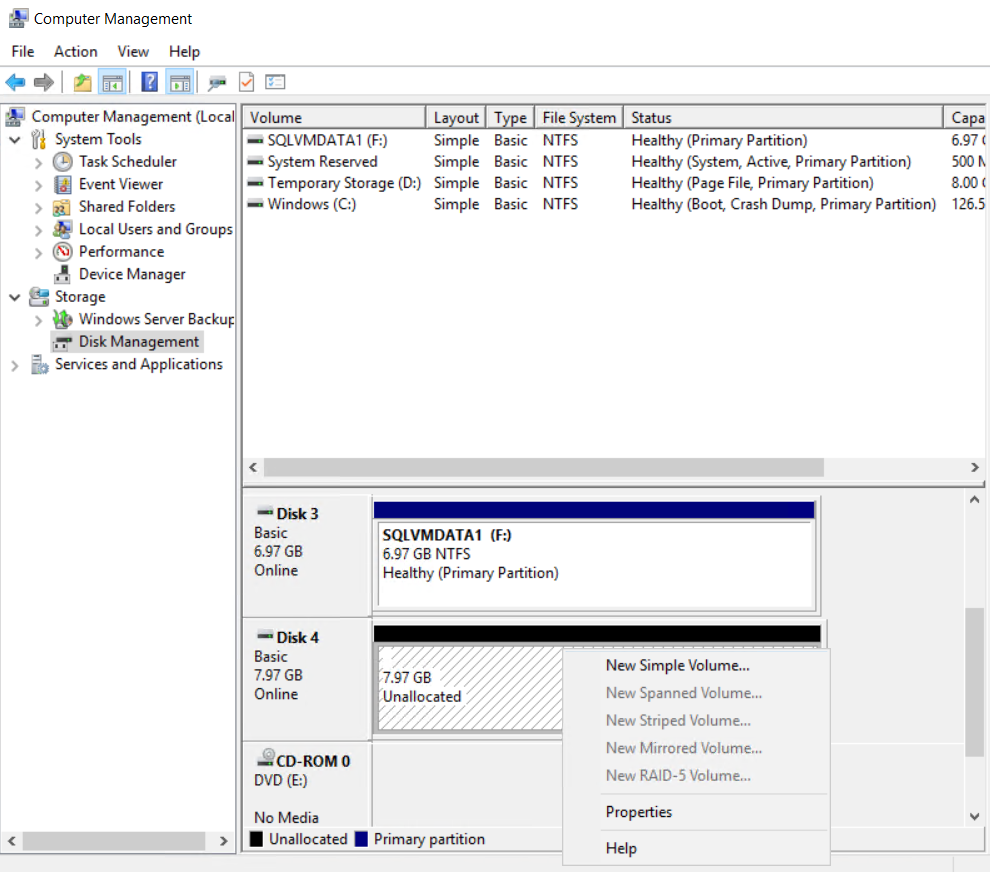 Computer Management
File Action View Help
Computer Management (Local
System Tools
Task Scheduler
Event Viewer
Shared Folders
Local Users and Groups
Performance
Device Manager
Storage
Windows Server Backup
Disk Management
Services and Applications
Volume Layout Type File System Status Capa
SQLVMDATA1 (F:) Simple Basic NTFS Healthy (Primary Partition) 6.97 G
System Reserved Simple Basic NTFS Healthy (System, Active, Primary Partition) 500 M
Temporary Storage (D:) Simple Basic NTFS Healthy (Page File, Primary Partition) 8.00 G
Windows (C:) Simple Basic NTFS Healthy (Boot, Crash Dump, Primary Partition) 126.5
Disk 3
Basic
6.97 GB
Online
SQLVMDATA1 (F:)
6.97 GB NTFS
Healthy (Primary Partition)
Disk 4
Basic
7.97 GB
Online
7.97 GB
Unallocated
New Simple Volume...
New Spanned Volume...
New Striped Volume...
New Mirrored Volume...
New RAID-5 Volume...
Properties
Help
CD-ROM 0
DVD (E:)
No Media
Unallocated Primary partition